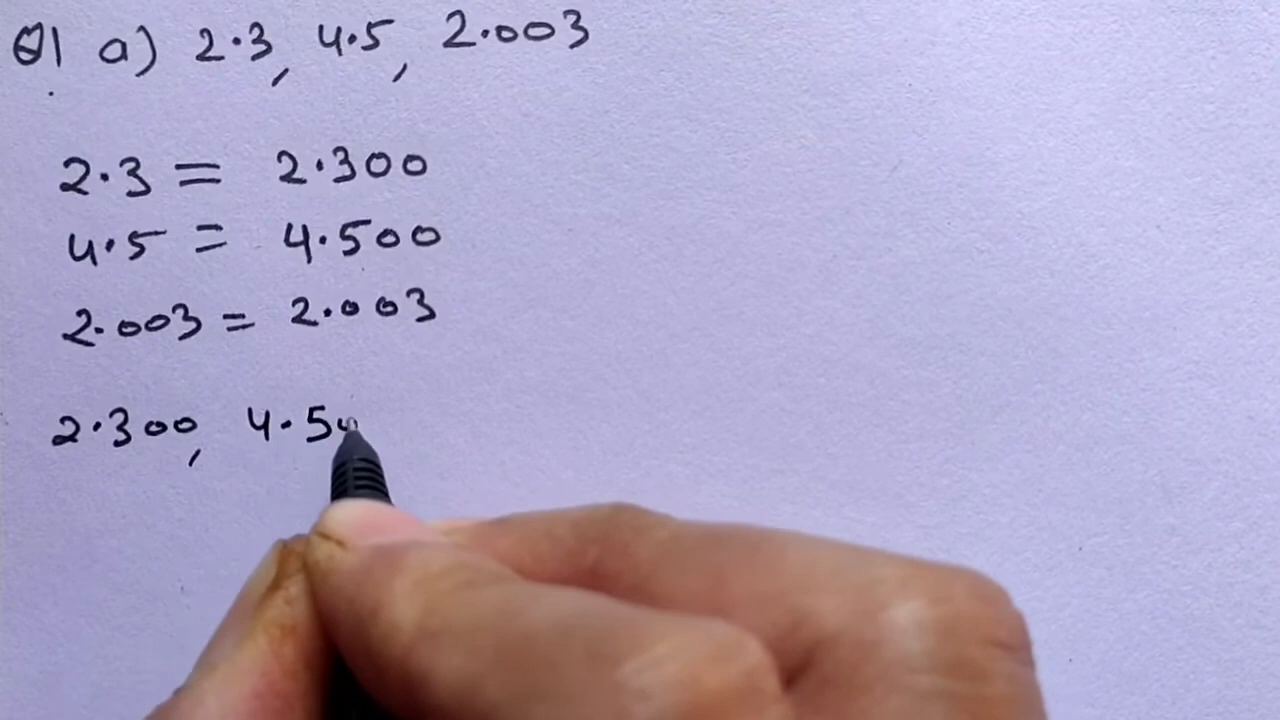 Q1 a) 2.3, 4.5, 2.003
2.3 = 2.300
4.5 = 4.500
2.003 = 2.003
2.300, 4.50